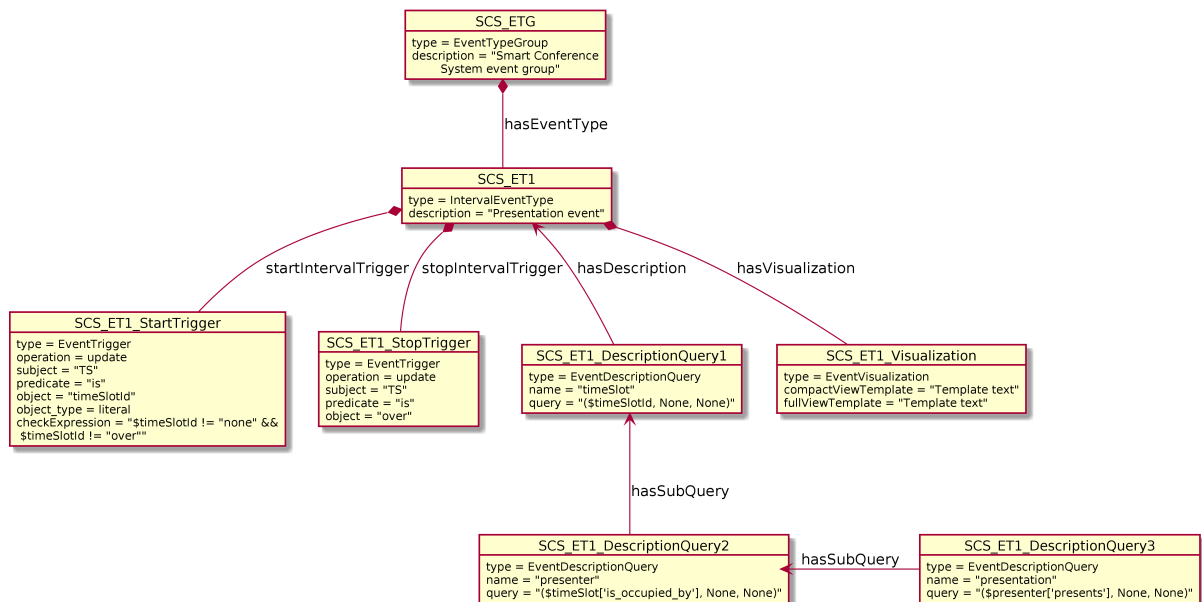 SCS_ETG
type = EventTypeGroup
description = "Smart Conference
System event group"
hasEventType
SCS_ET1
type = IntervalEventType
description = "Presentation event"
startIntervalTrigger
stopIntervalTrigger
hasDescription
hasVisualization
SCS_ET1_StartTrigger
type = EventTrigger
operation = update
subject = "TS"
predicate = "is"
object = "timeSlotId"
object_type = literal
checkExpression = "$timeSlotId != "none" &&
$timeSlotId != "over""
SCS_ET1_StopTrigger
type = EventTrigger
operation = update
subject = "TS"
predicate = "is"
object = "over"
SCS_ET1_DescriptionQuery1
type = EventDescriptionQuery
name = "timeSlot"
query = "($timeSlotId, None, None)"
SCS_ET1_Visualization
type = EventVisualization
compactViewTemplate = "Template text"
fullViewTemplate = "Template text"
hasSubQuery
SCS_ET1_DescriptionQuery2
type = EventDescriptionQuery
name = "presenter"
query = "($timeSlot['is_occupied_by'], None, None)"
hasSubQuery
SCS_ET1_DescriptionQuery3
type = EventDescriptionQuery
name = "presentation"
query = "($presenter['presents'], None, None)"